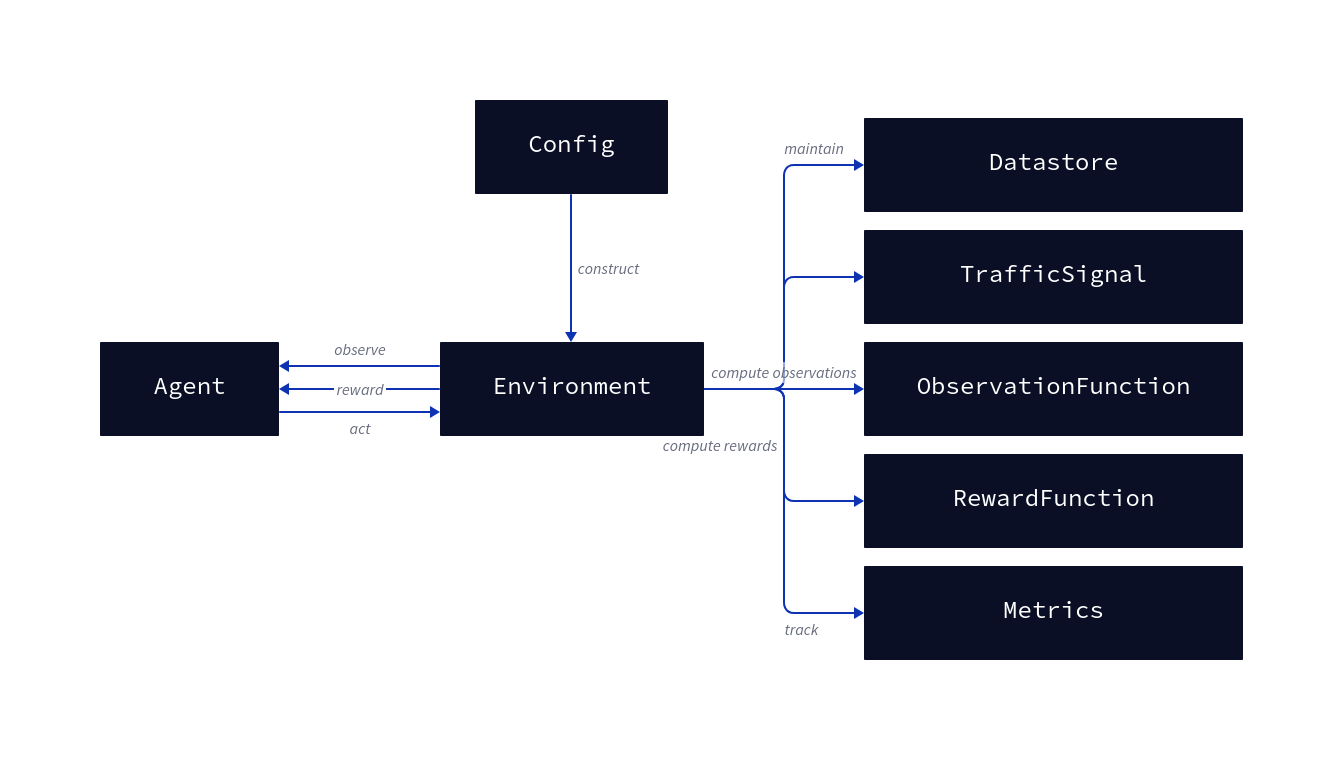 Config
maintain
Datastore
construct
TrafficSignal
observe
Agent
reward
act
Environment
compute observations
ObservationFunction
compute rewards
RewardFunction
Metrics
track